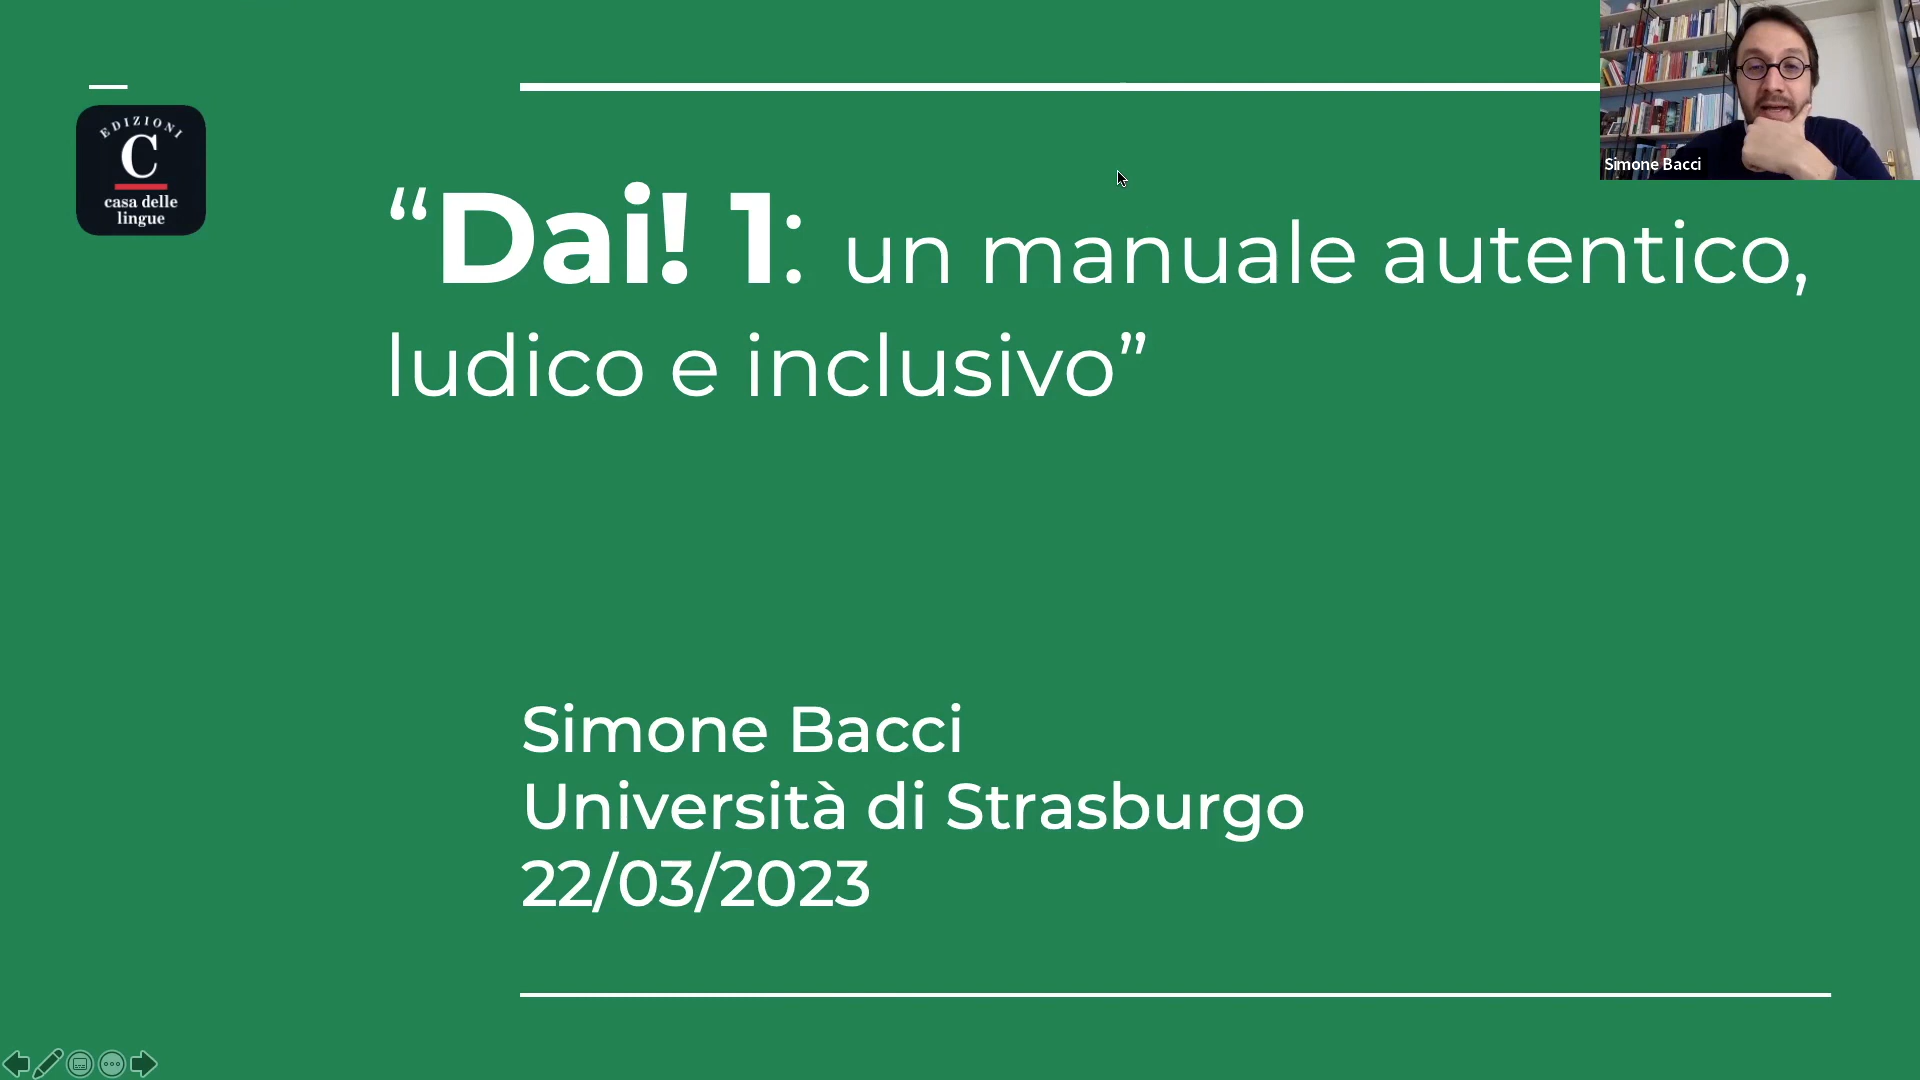 EDIZIONI
C
casa delle
lingue
“Dai! 1: un manuale autentico,
ludico e inclusivo”
Simone Bacci
Simone Bacci
Università di Strasburgo
22/03/2023